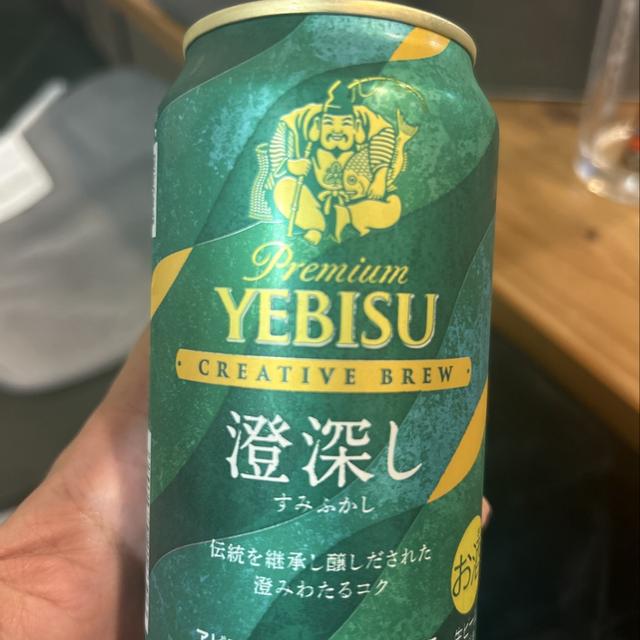 Premium
YEBISU
CREATIVE BREW
澄深し
すみふかし
伝統を継承し醸しだされた
澄みわたるコク